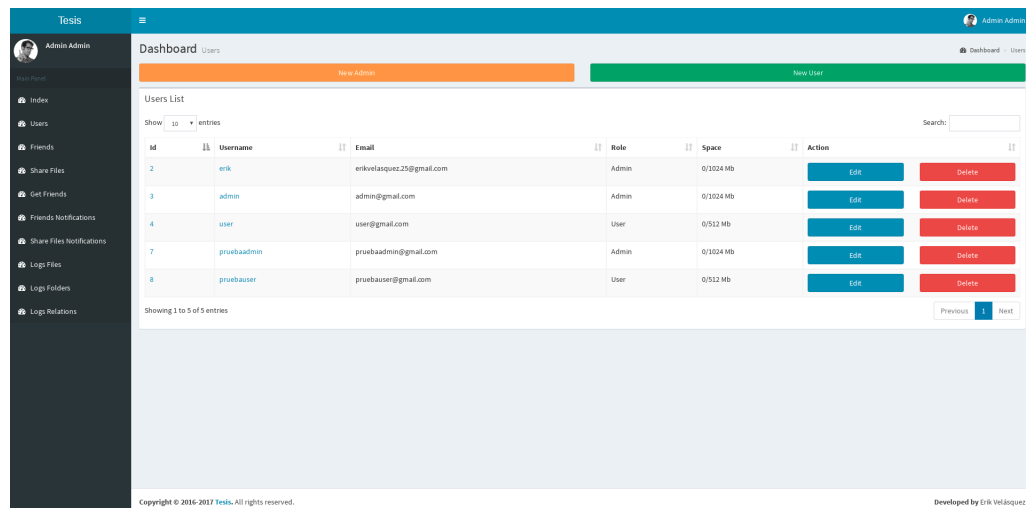 Tesis
Admin Admin
Admin Admin
Main Panel
Index
Users
Friends
Share Files
Get Friends
Friends Notifications
Share Files Notifications
Logs Files
Logs Folders
Logs Relations
Dashboard Users
Dashboard > Users
New Admin New User
Users List
Show 10 entries Search:
Id Username Email Role Space Action
2 erik erikvelasquez.25@gmail.com Admin 0/1024 Mb Edit Delete
3 admin admin@gmail.com Admin 0/1024 Mb Edit Delete
4 user user@gmail.com User 0/512 Mb Edit Delete
7 pruebaadmin pruebaadmin@gmail.com Admin 0/1024 Mb Edit Delete
8 pruebauser pruebauser@gmail.com User 0/512 Mb Edit Delete
Showing 1 to 5 of 5 entries Previous 1 Next
Copyright © 2016-2017 Tesis. All rights reserved. Developed by Erik Velásquez